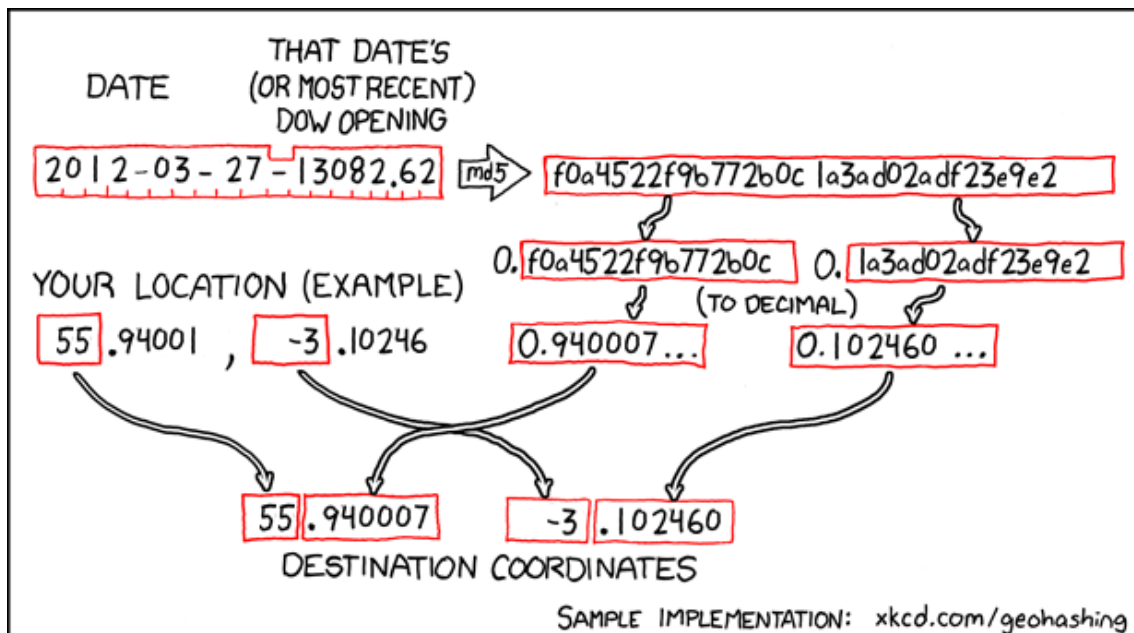 THAT DATE'S
DATE (OR MOST RECENT)
DOW OPENING
2012-03-27-13082.62 md5 f0a4522f9b772b0c 1a3ad02adf23e9e2
0. f0a4522f9b772b0c 0. 1a3ad02adf23e9e2
YOUR LOCATION (EXAMPLE) (TO DECIMAL)
55.94001, -3.10246 0.940007... 0.102460 ...
55.940007 -3.102460
DESTINATION COORDINATES
SAMPLE IMPLEMENTATION: xkcd.com/geohashing